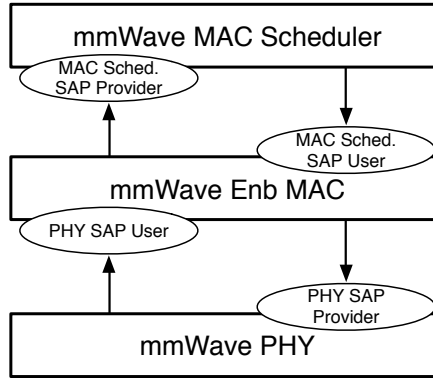 mmWave MAC Scheduler
MAC Sched.
SAP Provider
MAC Sched.
SAP User
mmWave Enb MAC
PHY SAP User
PHY SAP
Provider
mmWave PHY